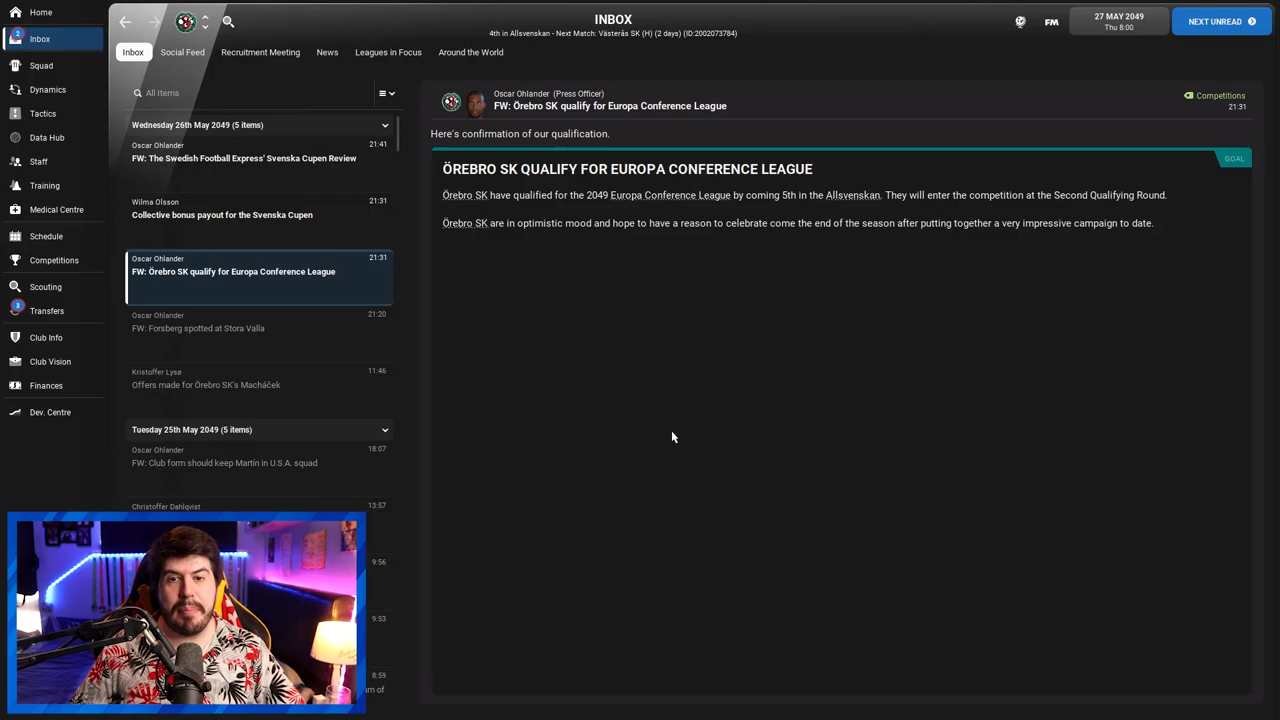 Home
2
Inbox
Squad
Dynamics
Tactics
Data Hub
Staff
Training
Medical Centre
Schedule
Competitions
Scouting
3
Transfers
Club Info
Club Vision
Finances
Dev. Centre
INBOX
4th in Allsvenskan - Next Match: Västerås SK (H) (2 days) (ID:2002073784)
FM
27 MAY 2049
Thu 8:00
NEXT UNREAD
Inbox
Social Feed
Recruitment Meeting
News
Leagues in Focus
Around the World
All Items
Wednesday 26th May 2049 (5 items)
Oscar Ohlander
21:41
FW: The Swedish Football Express' Svenska Cupen Review
Wilma Olsson
21:31
Collective bonus payout for the Svenska Cupen
Oscar Ohlander
21:31
FW: Örebro SK qualify for Europa Conference League
Oscar Ohlander
21:20
FW: Forsberg spotted at Stora Valla
Kristoffer Lysø
11:46
Offers made for Örebro SK's Macháček
Tuesday 25th May 2049 (5 items)
Oscar Ohlander
18:07
FW: Club form should keep Martín in U.S.A. squad
Christoffer Dahlqvist
13:57
9:56
9:53
8:59
am of
Oscar Ohlander (Press Officer)
FW: Örebro SK qualify for Europa Conference League
Competitions
21:31
Here's confirmation of our qualification.
GOAL
ÖREBRO SK QUALIFY FOR EUROPA CONFERENCE LEAGUE
Örebro SK have qualified for the 2049 Europa Conference League by coming 5th in the Allsvenskan. They will enter the competition at the Second Qualifying Round.
Örebro SK are in optimistic mood and hope to have a reason to celebrate come the end of the season after putting together a very impressive campaign to date.